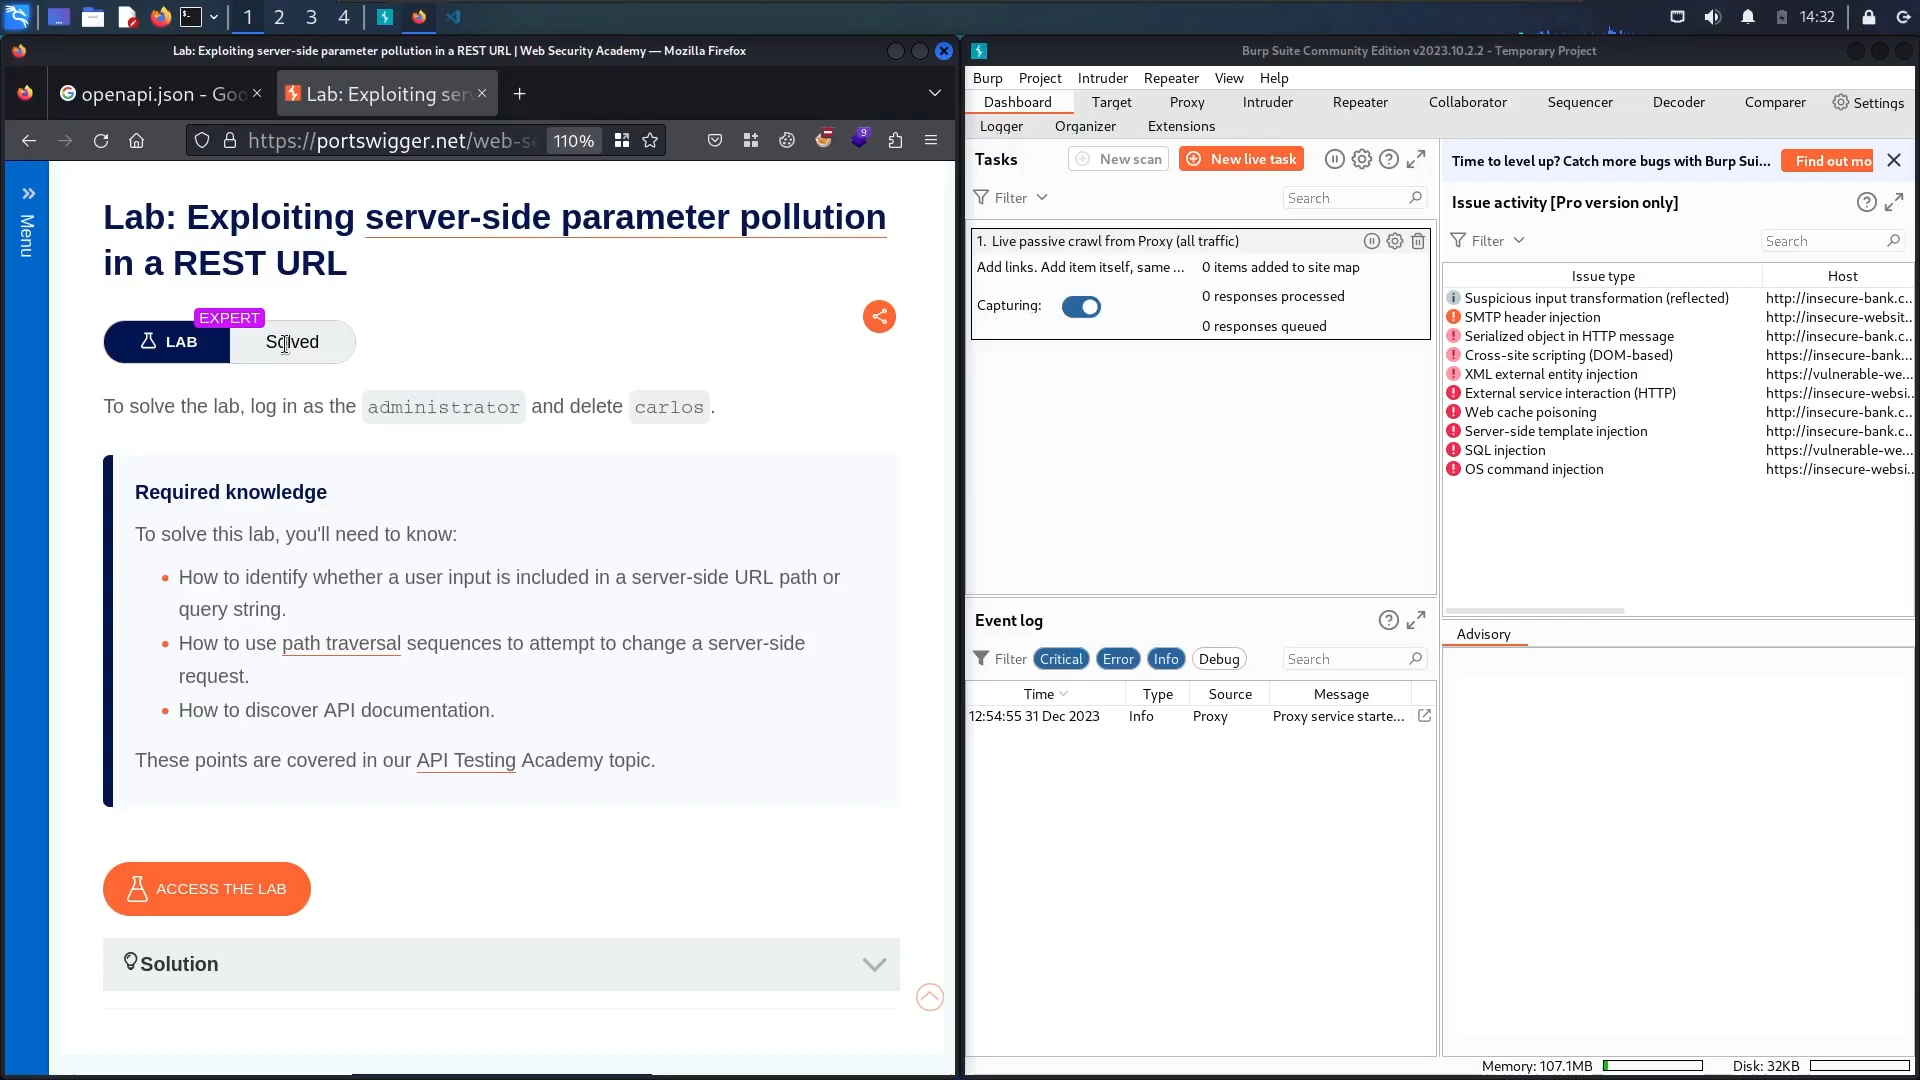 1 2 3 4
14:32
Lab: Exploiting server-side parameter pollution in a REST URL | Web Security Academy — Mozilla Firefox
openapi.json - Goo
Lab: Exploiting ser
https://portswigger.net/web-se
110%
9
Menu
Lab: Exploiting server-side parameter pollution
in a REST URL
EXPERT
LAB
Solved
To solve the lab, log in as the administrator and delete carlos.
Required knowledge
To solve this lab, you'll need to know:
How to identify whether a user input is included in a server-side URL path or
query string.
How to use path traversal sequences to attempt to change a server-side
request.
How to discover API documentation.
These points are covered in our API Testing Academy topic.
ACCESS THE LAB
Solution
Burp Suite Community Edition v2023.10.2.2 - Temporary Project
Burp Project Intruder Repeater View Help
Dashboard Target Proxy Intruder Repeater Collaborator Sequencer Decoder Comparer Settings
Logger Organizer Extensions
Tasks
New scan
New live task
Filter
Search
1. Live passive crawl from Proxy (all traffic)
Add links. Add item itself, same ...
0 items added to site map
Capturing:
0 responses processed
0 responses queued
Event log
Filter Critical Error Info Debug Search
Time Type Source Message
12:54:55 31 Dec 2023 Info Proxy Proxy service starte...
Time to level up? Catch more bugs with Burp Sui...
Find out mo
Issue activity [Pro version only]
Filter
Search
Issue type Host
Suspicious input transformation (reflected) http://insecure-bank.c...
SMTP header injection http://insecure-websit...
Serialized object in HTTP message http://insecure-bank.c...
Cross-site scripting (DOM-based) https://insecure-bank...
XML external entity injection https://vulnerable-we...
External service interaction (HTTP) https://insecure-websi...
Web cache poisoning http://insecure-bank.c...
Server-side template injection http://insecure-bank.c...
SQL injection https://vulnerable-we...
OS command injection https://insecure-websi...
Advisory
Memory: 107.1MB
Disk: 32KB